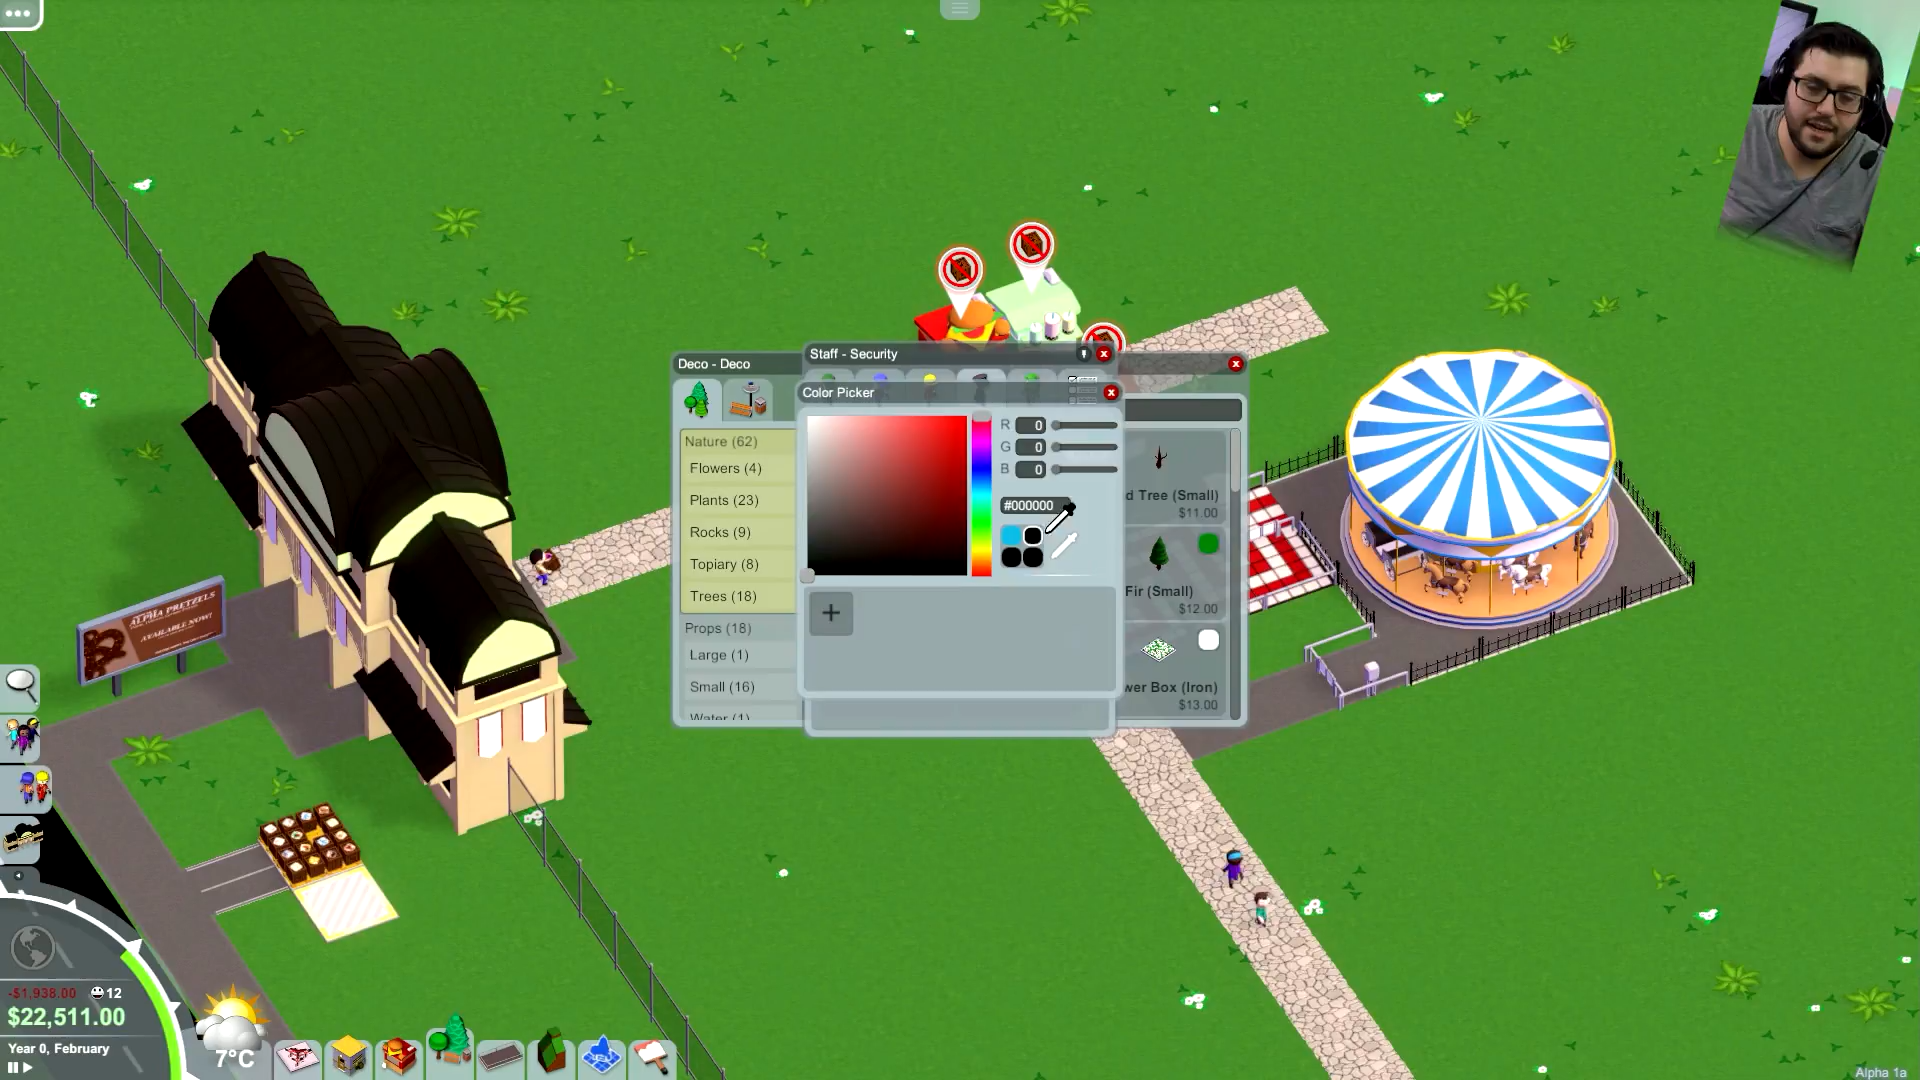 Staff - Security
Deco - Deco
Color Picker
R 0
G 0
B 0
#000000
Nature (62)
Flowers (4)
Plants (23)
Rocks (9)
Topiary (8)
Trees (18)
Props (18)
Large (1)
Small (16)
Water (1)
+
d Tree (Small)
$11.00
Fir (Small)
$12.00
wer Box (Iron)
$13.00
ALPHA PRETZELS
AVAILABLE NOW!
-$1,938.00 12
$22,511.00
Year 0, February
7°C
Alpha 1a